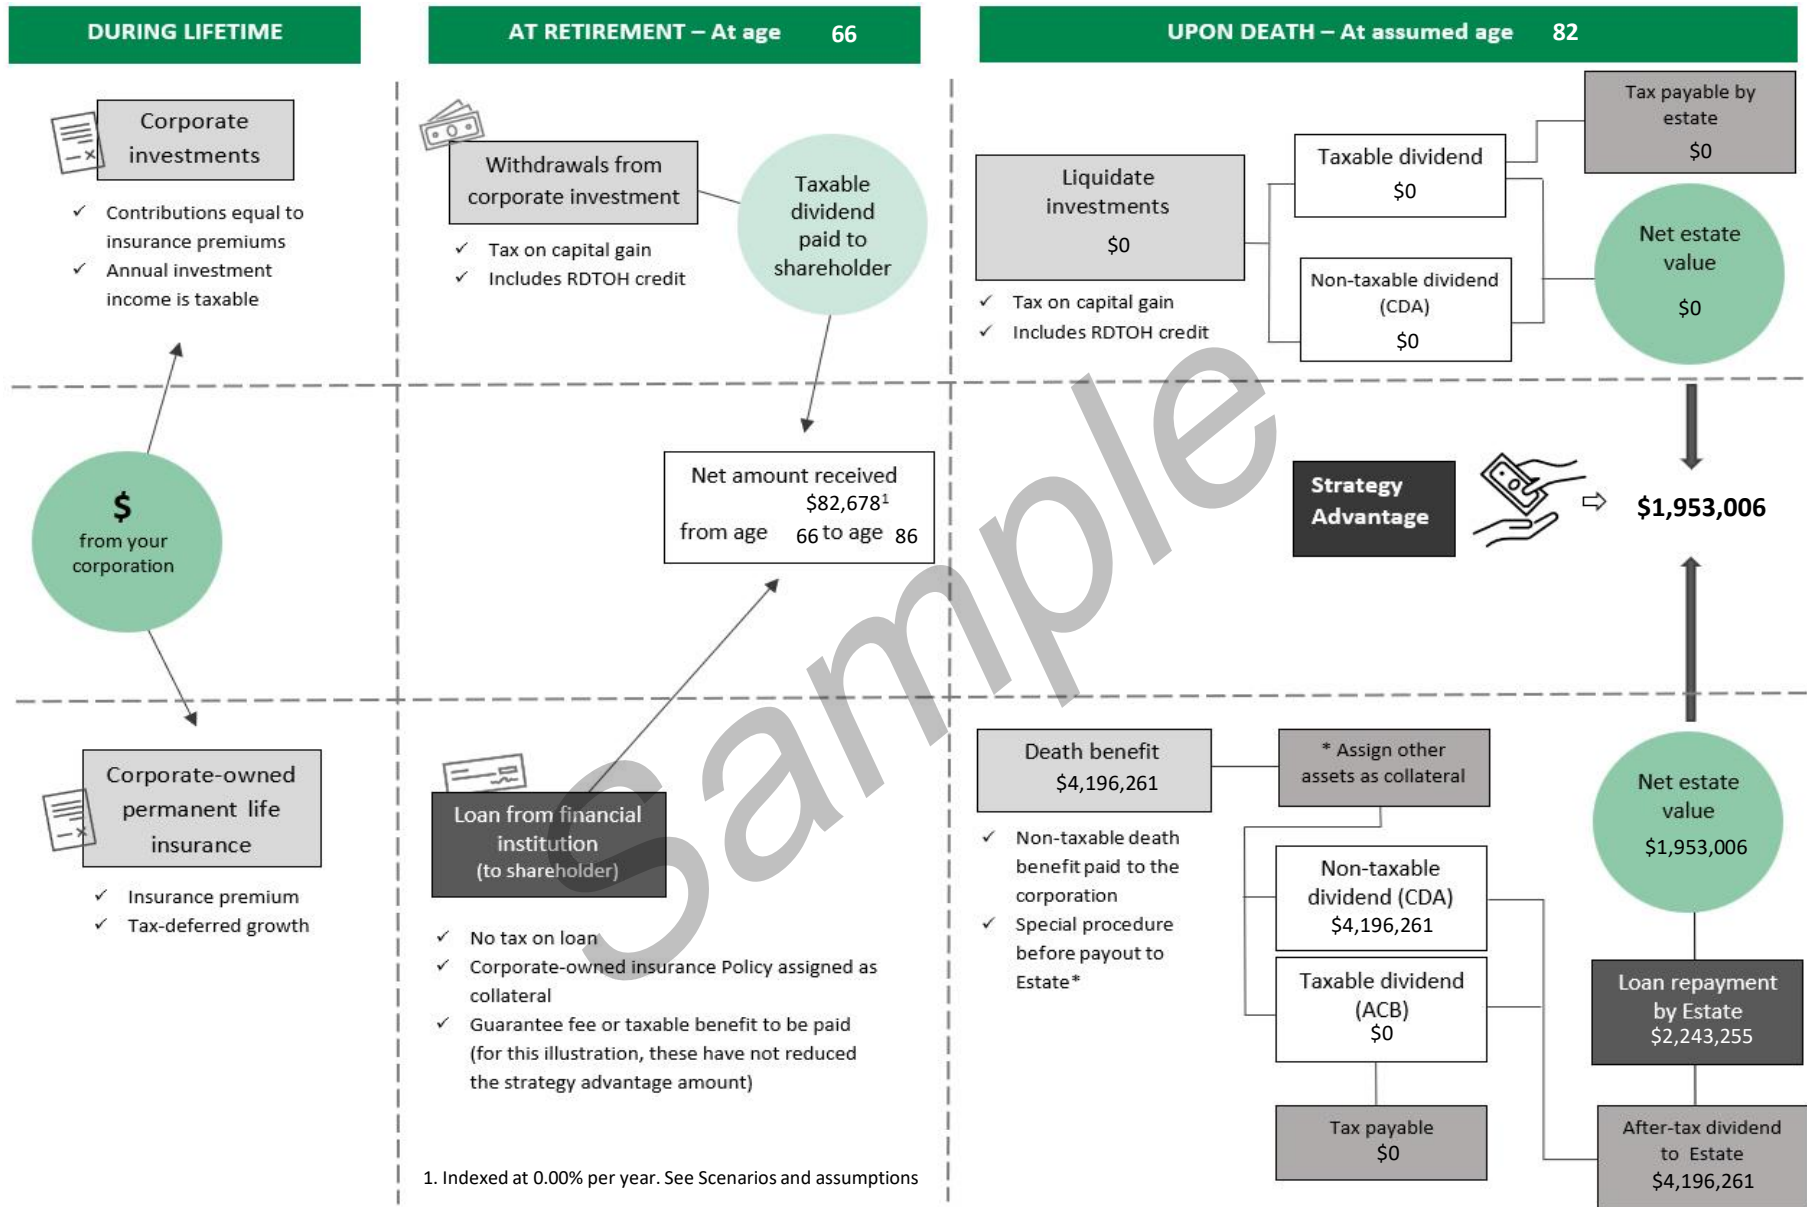 DURING LIFETIME
AT RETIREMENT – At age 66
UPON DEATH – At assumed age 82
Corporate
investments
✓ Contributions equal to
insurance premiums
✓ Annual investment
income is taxable
Withdrawals from
corporate investment
✓ Tax on capital gain
✓ Includes RDTOH credit
Taxable
dividend
paid to
shareholder
Liquidate
investments
$0
✓ Tax on capital gain
✓ Includes RDTOH credit
Taxable dividend
$0
Non-taxable dividend
(CDA)
$0
Tax payable by
estate
$0
Net estate
value
$0
$
from your
corporation
Net amount received
$82,678¹
from age 66 to age 86
Strategy
Advantage
⇨ $1,953,006
Corporate-owned
permanent life
insurance
✓ Insurance premium
✓ Tax-deferred growth
Loan from financial
institution
(to shareholder)
✓ No tax on loan
✓ Corporate-owned insurance Policy assigned as
collateral
✓ Guarantee fee or taxable benefit to be paid
(for this illustration, these have not reduced
the strategy advantage amount)
1. Indexed at 0.00% per year. See Scenarios and assumptions
Death benefit
$4,196,261
✓ Non-taxable death
benefit paid to the
corporation
✓ Special procedure
before payout to
Estate*
* Assign other
assets as collateral
Non-taxable
dividend (CDA)
$4,196,261
Taxable dividend
(ACB)
$0
Tax payable
$0
Net estate
value
$1,953,006
Loan repayment
by Estate
$2,243,255
After-tax dividend
to Estate
$4,196,261
Sample